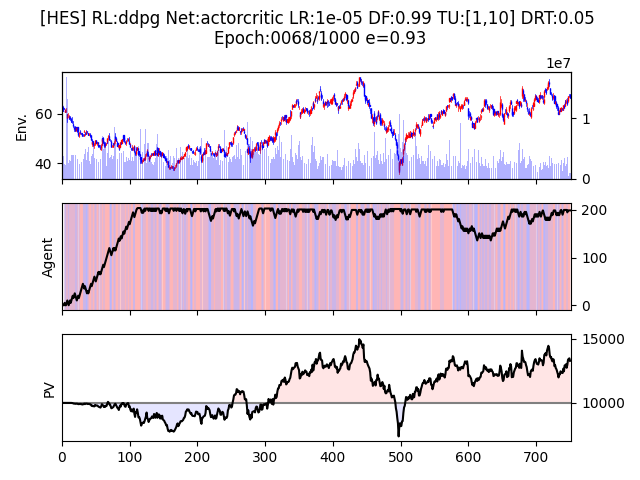 [HES] RL:ddpg Net:actorcritic LR:1e-05 DF:0.99 TU:[1,10] DRT:0.05
Epoch:0068/1000 e=0.93
1e7
Env.
60
40
1
0
Agent
200
100
0
PV
15000
10000
0 100 200 300 400 500 600 700